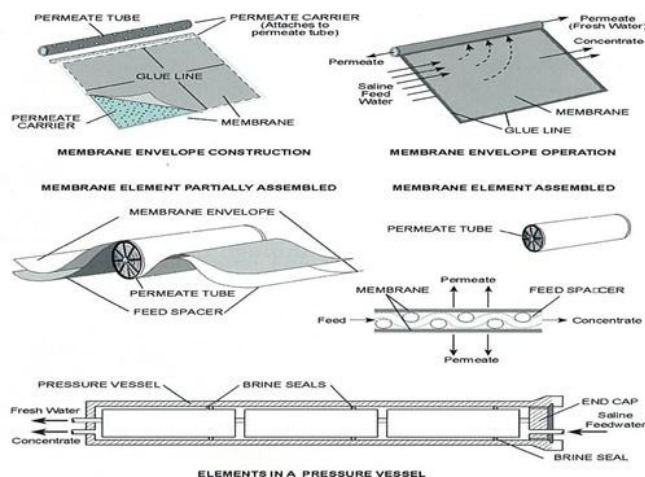 PERMEATE TUBE
PERMEATE CARRIER
(Attaches to
permeate tube)
GLUE LINE
PERMEATE
CARRIER
MEMBRANE
MEMBRANE ENVELOPE CONSTRUCTION
Permeate
(Fresh Water)
Concentrate
Permeate
Saline
Feed
Water
MEMBRANE
GLUE LINE
MEMBRANE ENVELOPE OPERATION
MEMBRANE ELEMENT PARTIALLY ASSEMBLED
MEMBRANE ENVELOPE
PERMEATE TUBE
FEED SPACER
MEMBRANE ELEMENT ASSEMBLED
PERMEATE TUBE
Permeate
MEMBRANE
FEED SPACER
Feed
Concentrate
Permeate
PRESSURE VESSEL
BRINE SEALS
END CAP
Fresh Water
Saline
Feedwater
Concentrate
BRINE SEAL
ELEMENTS IN A PRESSURE VESSEL